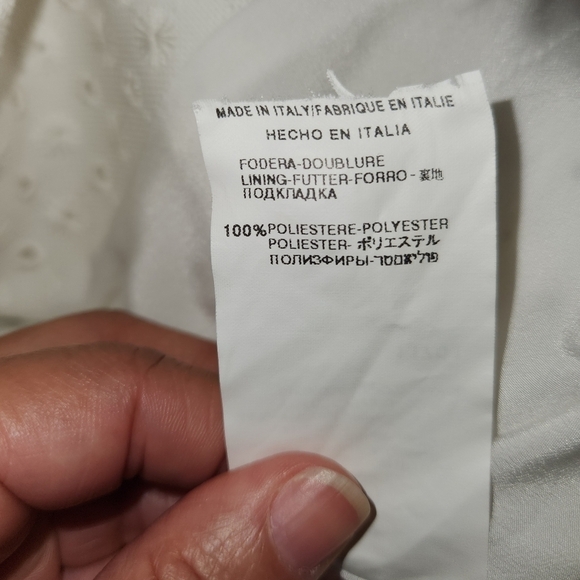 MADE IN ITALY/FABRIQUE EN ITALIE
HECHO EN ITALIA
FODERA-DOUBLURE
LINING-FUTTER-FORRO-裏地
ПОДКЛАДКА
100%POLIESTERE-POLYESTER
POLIESTER-ポリエステル
ПОЛИЗФИРЫ-פוליאסטר